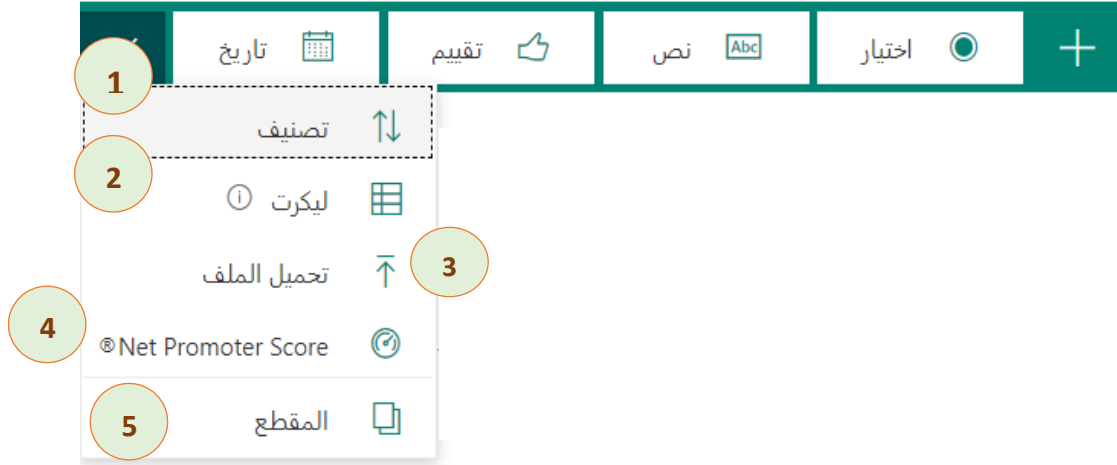 اختيار
Abc نص
تقييم
تاريخ
1
تصنيف
2
ليكرت
3
تحميل الملف
4
Net Promoter Score®
5
المقطع